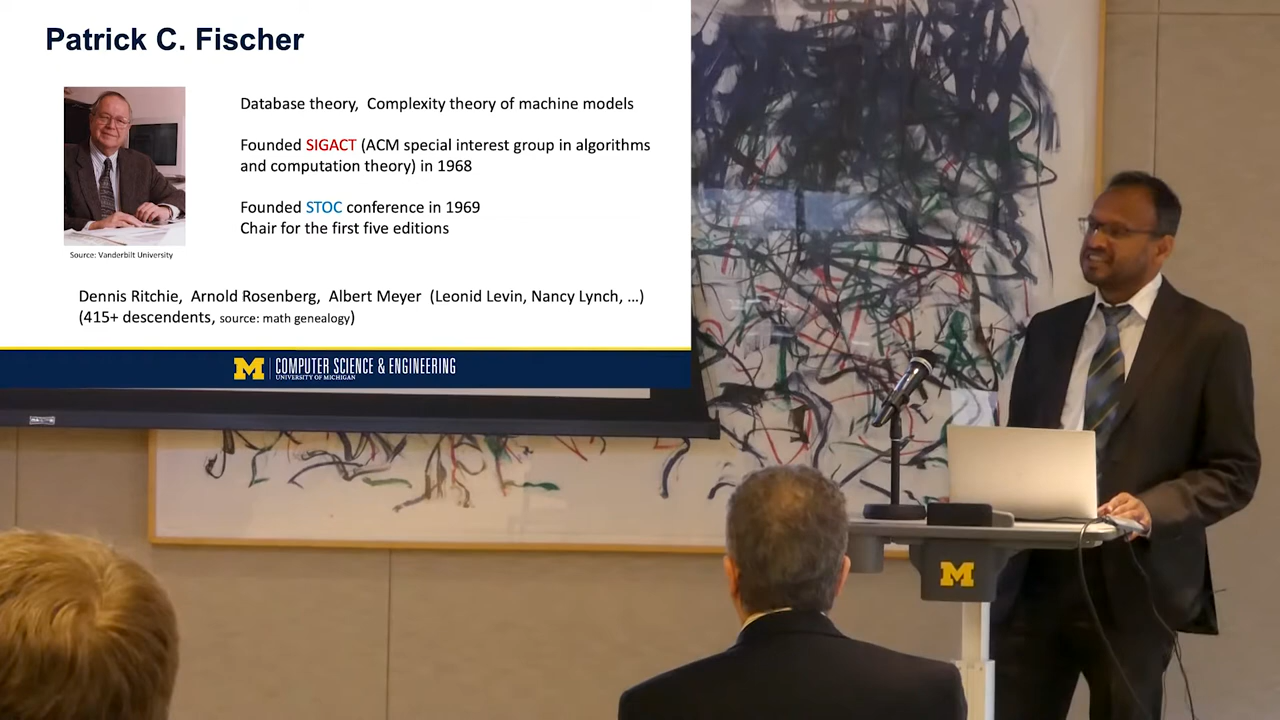 Patrick C. Fischer
Database theory, Complexity theory of machine models
Founded SIGACT (ACM special interest group in algorithms
and computation theory) in 1968
Founded STOC conference in 1969
Chair for the first five editions
Source: Vanderbilt University
Dennis Ritchie, Arnold Rosenberg, Albert Meyer (Leonid Levin, Nancy Lynch, ...)
(415+ descendents, source: math genealogy)
M COMPUTER SCIENCE & ENGINEERING
UNIVERSITY OF MICHIGAN
M